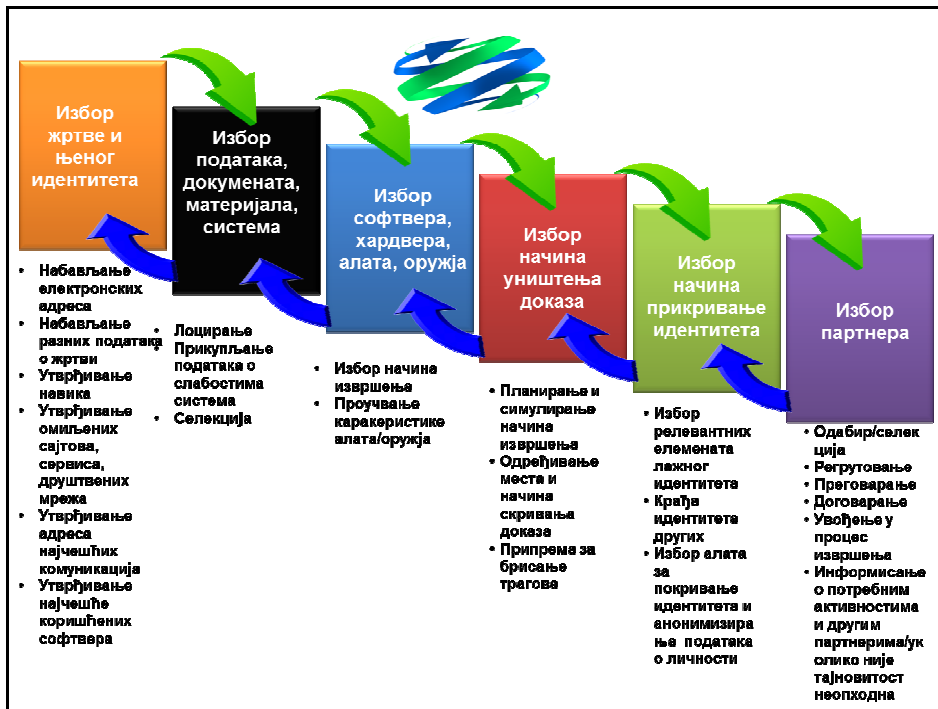 Избор
жртве и
њеног
идентитета
• Набављање
електронских
адреса
• Набављање
разних података
о жртви
• Утврђивање
навика
• Утврђивање
омиљених
сајтова,
сервиса,
друштвених
мрежа
• Утврђивање
адреса
најчешћих
комуникација
• Утврђивање
најчешће
коришћених
софтвера
Избор
података,
докумената,
материјала,
система
• Лоцирање
• Прикупљање
података о
слабостима
система
• Селекција
Избор
софтвера,
хардвера,
алата, оружја
• Избор начина
извршење
• Проучвање
каракеристике
алата/оружја
Избор
начина
уништења
доказа
• Планирање и
симулирање
начина
извршења
• Одређивање
места и
начина
скривања
доказа
• Припрема за
брисање
трагова
Избор
начина
прикривање
идентитета
• Избор
релевантних
елемената
лажног
идентитета
• Крађи
идентитета
других
• Избор алата
за
покривање
идентитета и
анонимизира
ње података
о личности
Избор
партнера
• Одабир/селек
ција
• Регрутовање
• Преговарање
• Договарање
• Увођење у
процес
извршења
• Информисање
о потребним
активностима
и другим
партнерима/ук
олико није
тајновитост
неопходна